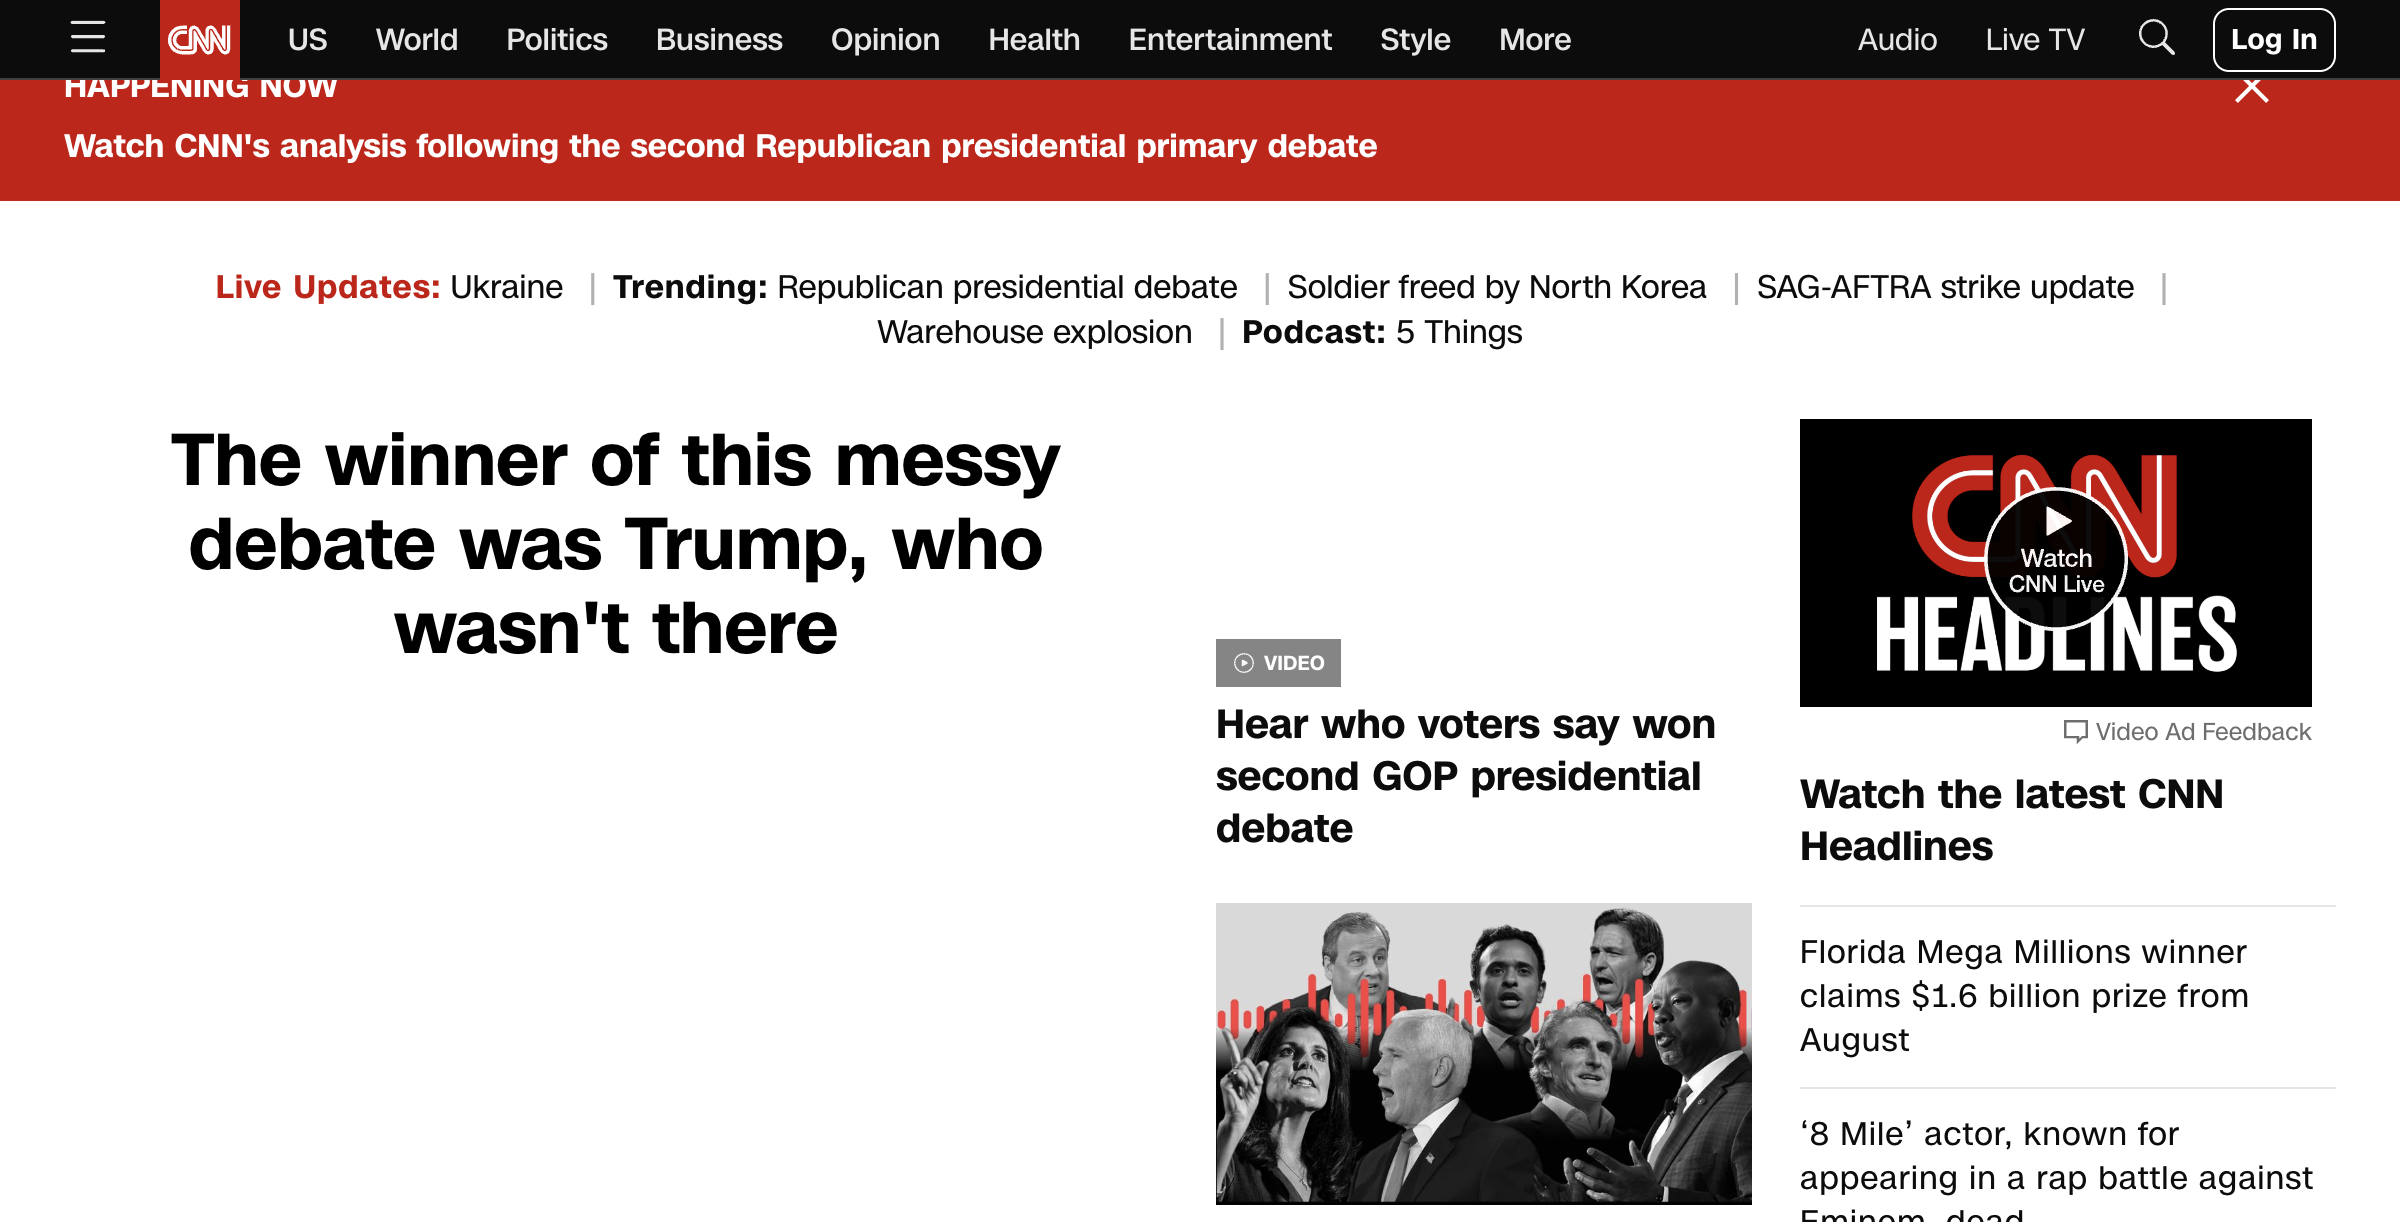 CNN
US World Politics Business Opinion Health Entertainment Style More
Audio Live TV Log In
HAPPENING NOW
Watch CNN's analysis following the second Republican presidential primary debate
Live Updates: Ukraine | Trending: Republican presidential debate | Soldier freed by North Korea | SAG-AFTRA strike update |
Warehouse explosion | Podcast: 5 Things
The winner of this messy
debate was Trump, who
wasn't there
VIDEO
Hear who voters say won
second GOP presidential
debate
CNN
Watch
CNN Live
HEADLINES
Video Ad Feedback
Watch the latest CNN
Headlines
Florida Mega Millions winner
claims $1.6 billion prize from
August
‘8 Mile’ actor, known for
appearing in a rap battle against
Eminem, dead